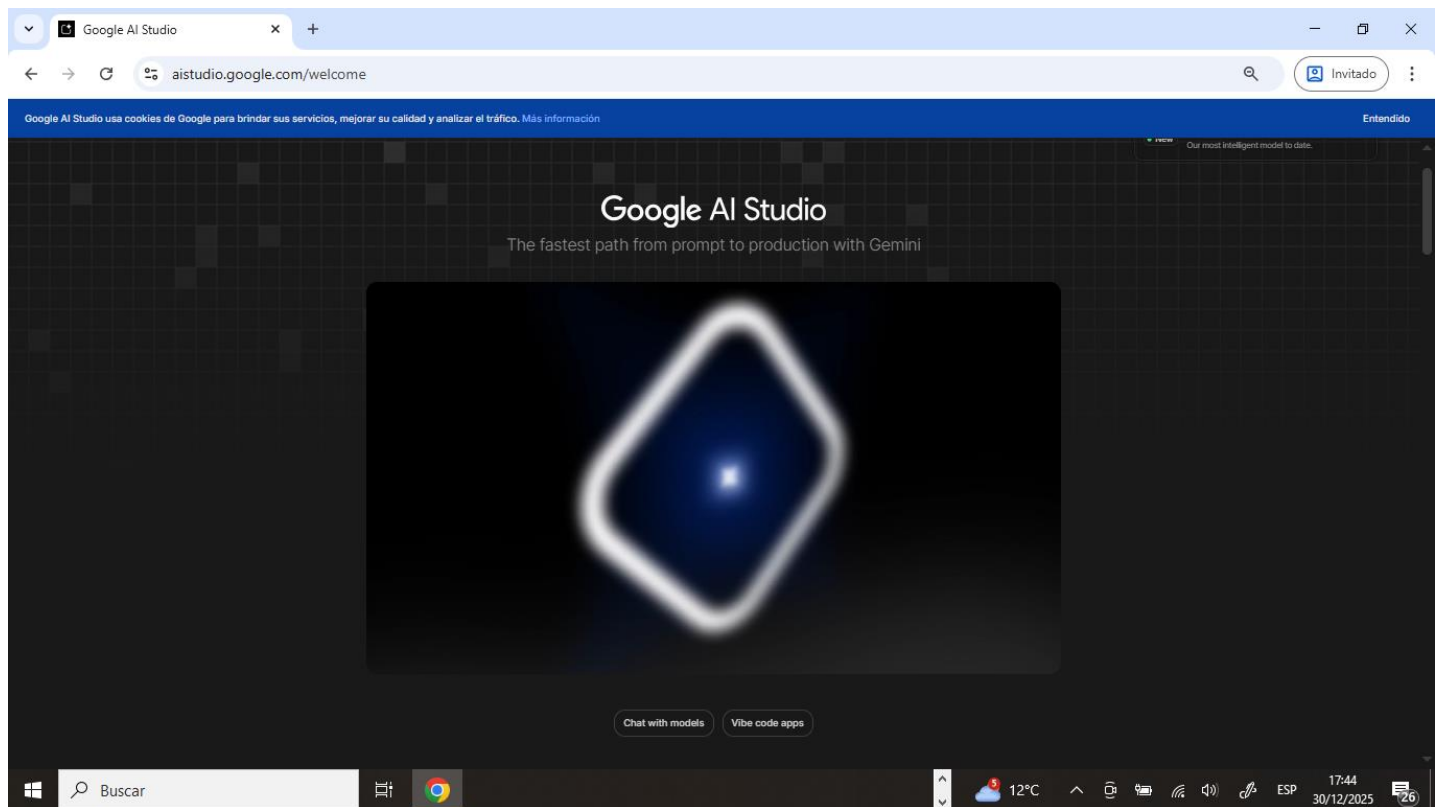 Google AI Studio
aistudio.google.com/welcome
Invitado
Google AI Studio usa cookies de Google para brindar sus servicios, mejorar su calidad y analizar el tráfico. Más información
Entendido
New
Our most intelligent model to date.
Google AI Studio
The fastest path from prompt to production with Gemini
Chat with models
Vibe code apps
Buscar
5
12°C
ESP
17:44
30/12/2025
26